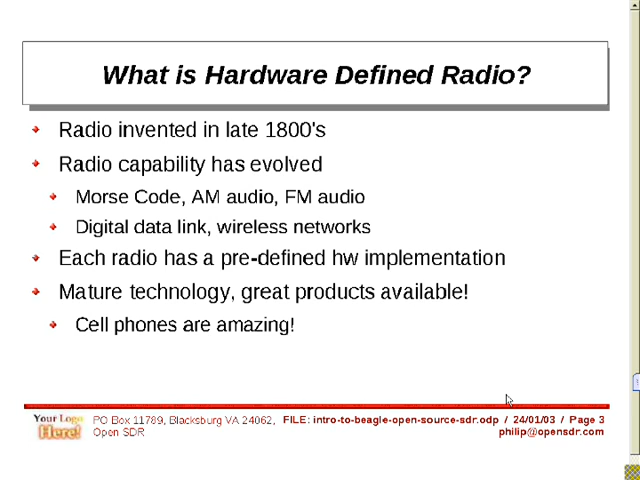 What is Hardware Defined Radio?
Radio invented in late 1800's
Radio capability has evolved
Morse Code, AM audio, FM audio
Digital data link, wireless networks
Each radio has a pre-defined hw implementation
Mature technology, great products available!
Cell phones are amazing!
Your Logo
Here!
PO Box 11789, Blacksburg VA 24062, FILE: intro-to-beagle-open-source-sdr.odp / 24/01/03 / Page 3
Open SDR philip@opensdr.com